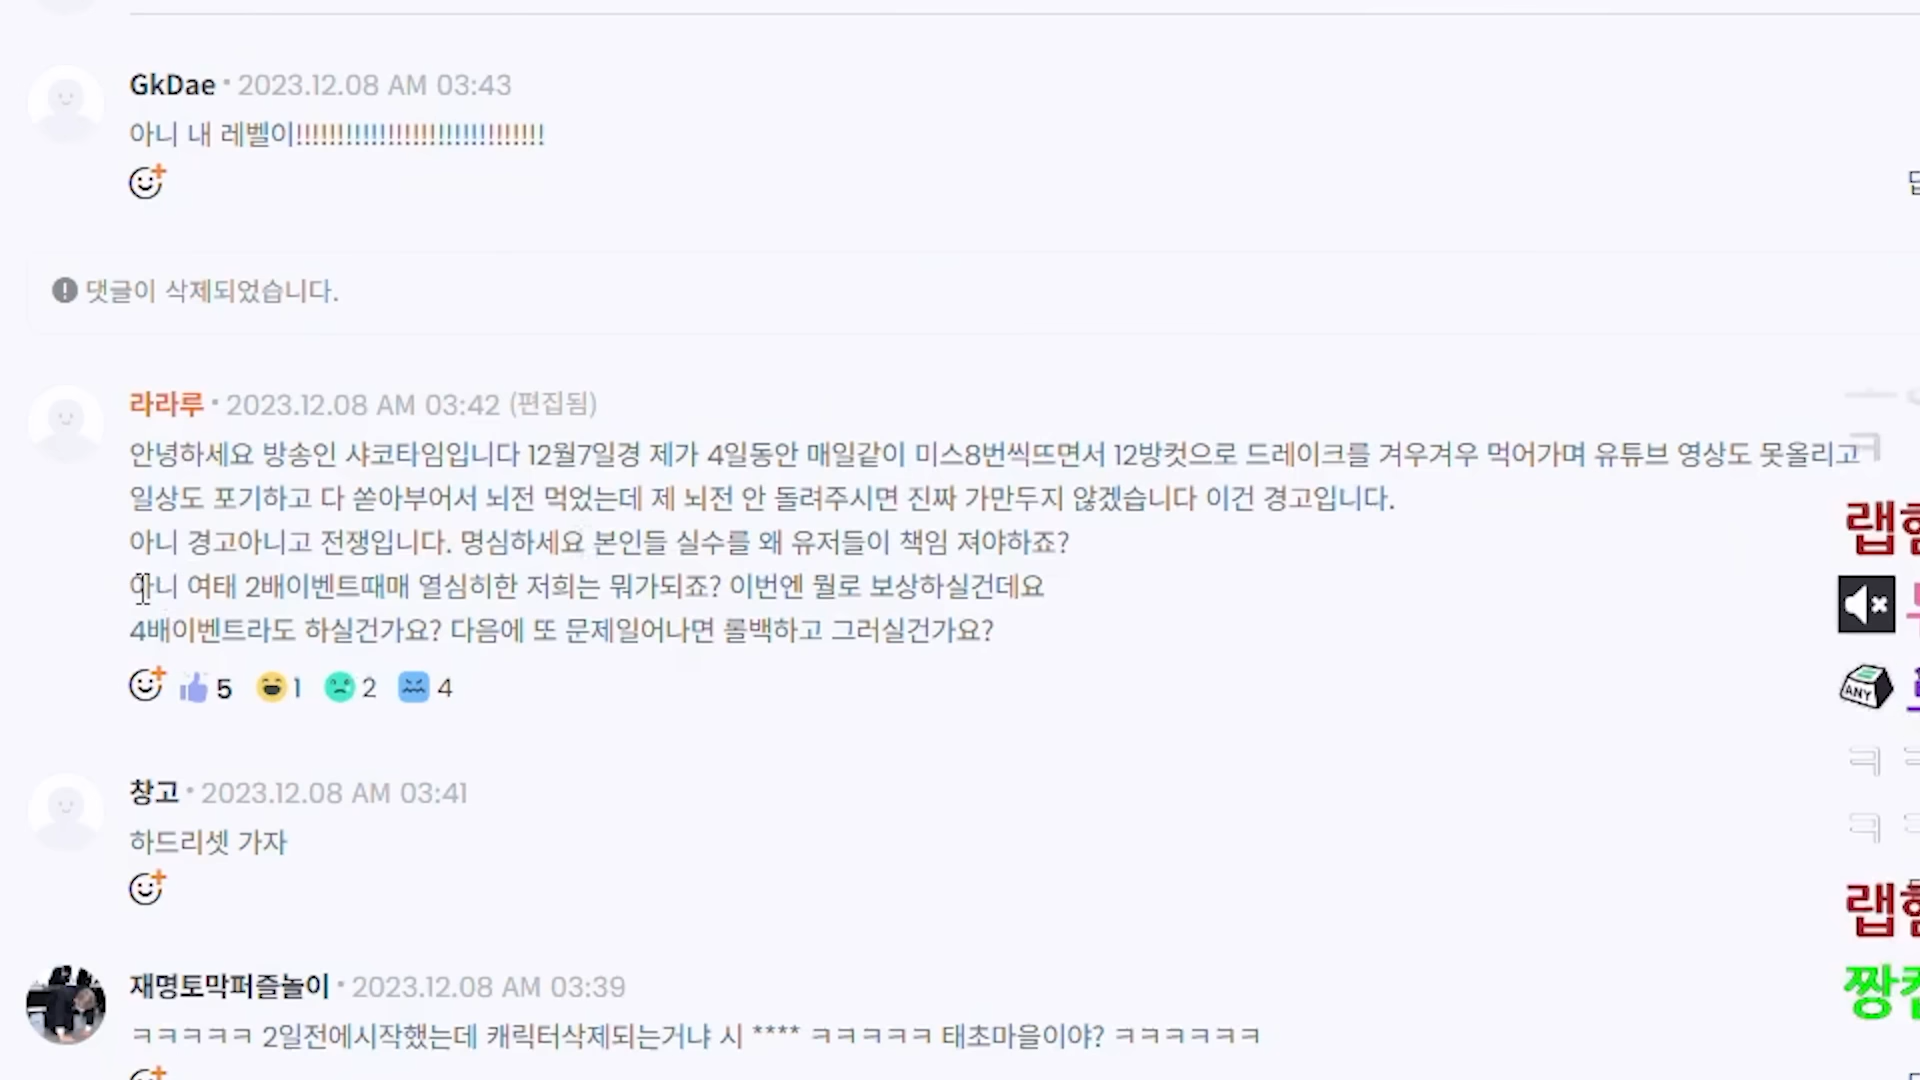 GkDae • 2023.12.08 AM 03:43
아니 내 레벨이!!!!!!!!!!!!!!!!!!!!!!!!!!!!!!
댓글이 삭제되었습니다.
라라루 • 2023.12.08 AM 03:42 (편집됨)
안녕하세요 방송인 샤코타임입니다 12월7일경 제가 4일동안 매일같이 미스8번씩뜨면서 12방컷으로 드레이크를 겨우겨우 먹어가며 유튜브 영상도 못올리고
일상도 포기하고 다 쏟아부어서 뇌전 먹었는데 제 뇌전 안 돌려주시면 진짜 가만두지 않겠습니다 이건 경고입니다.
아니 경고아니고 전쟁입니다. 명심하세요 본인들 실수를 왜 유저들이 책임 져야하죠?
아니 여태 2배이벤트때매 열심히한 저희는 뭐가되죠? 이번엔 뭘로 보상하실건데요
4배이벤트라도 하실건가요? 다음에 또 문제일어나면 롤백하고 그러실건가요?
5 1 2 4
창고 • 2023.12.08 AM 03:41
하드리셋 가자
재명토막퍼즐놀이 • 2023.12.08 AM 03:39
ㅋㅋㅋㅋㅋ 2일전에시작했는데 캐릭터삭제되는거냐 시 **** ㅋㅋㅋㅋㅋ 태초마을이야? ㅋㅋㅋㅋㅋㅋ
ㅋ
랩
ANY
ㅋ
ㅋ
랩
짱